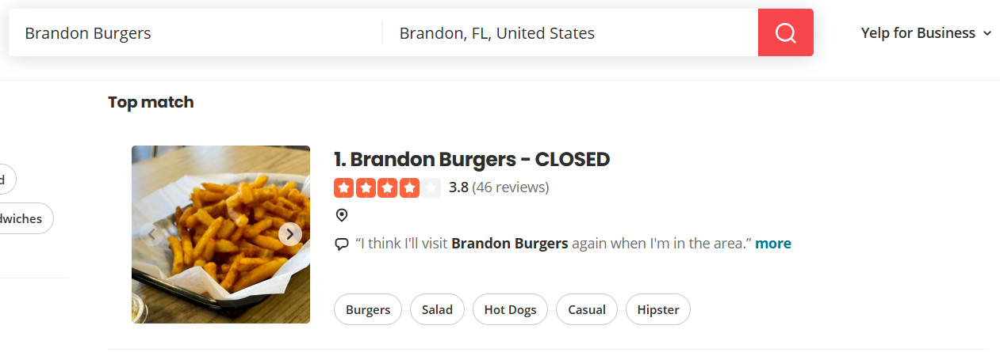 Brandon Burgers
Brandon, FL, United States
Yelp for Business
Top match
d
dwiches
1. Brandon Burgers – CLOSED
3.8 (46 reviews)
“I think I'll visit Brandon Burgers again when I'm in the area.” more
Burgers
Salad
Hot Dogs
Casual
Hipster